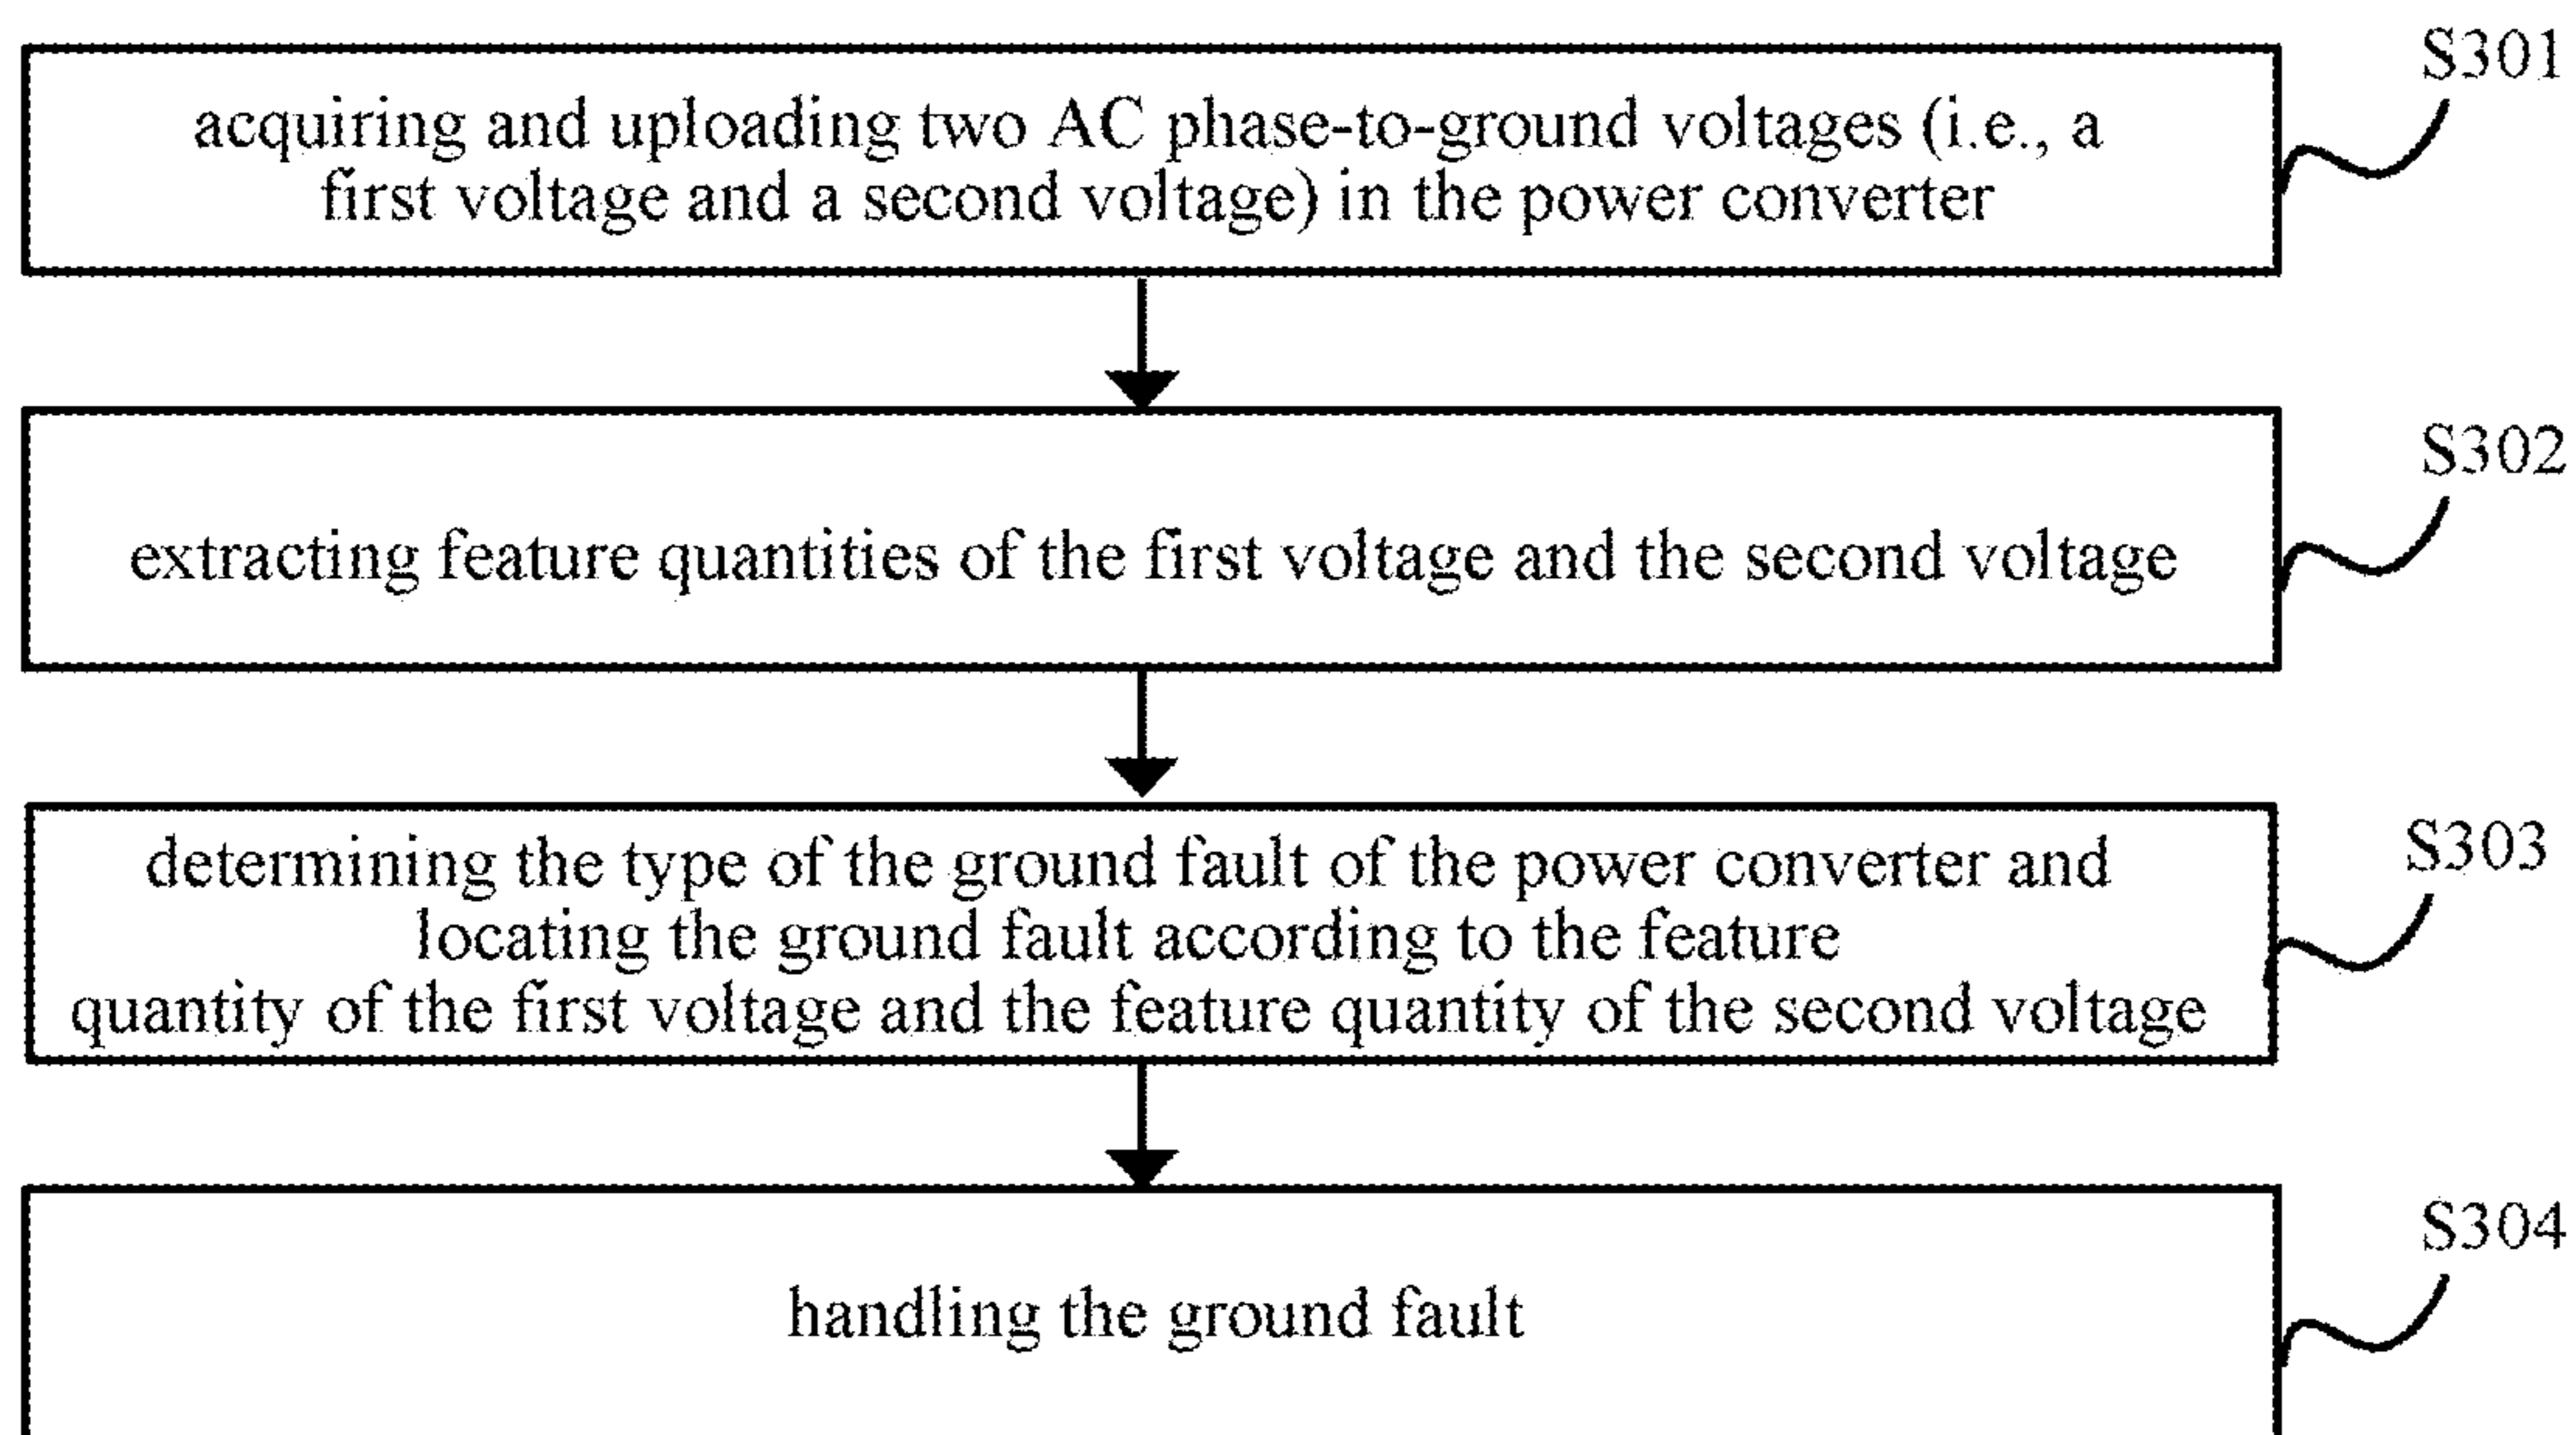 S301
acquiring and uploading two AC phase-to-ground voltages (i.e., a
first voltage and a second voltage) in the power converter
S302
extracting feature quantities of the first voltage and the second voltage
S303
determining the type of the ground fault of the power converter and
locating the ground fault according to the feature
quantity of the first voltage and the feature quantity of the second voltage
S304
handling the ground fault